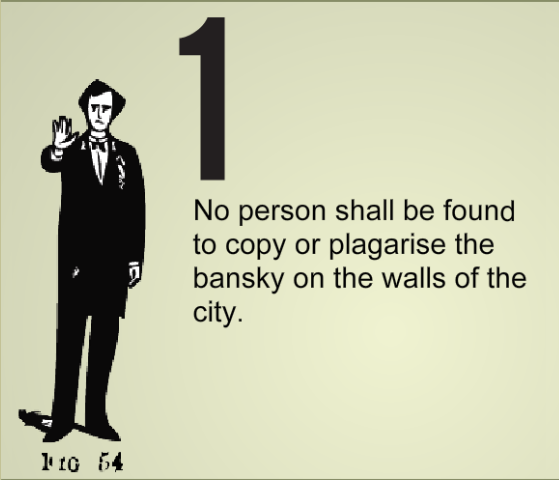 1
No person shall be found
to copy or plagarise the
bansky on the walls of the
city.
54